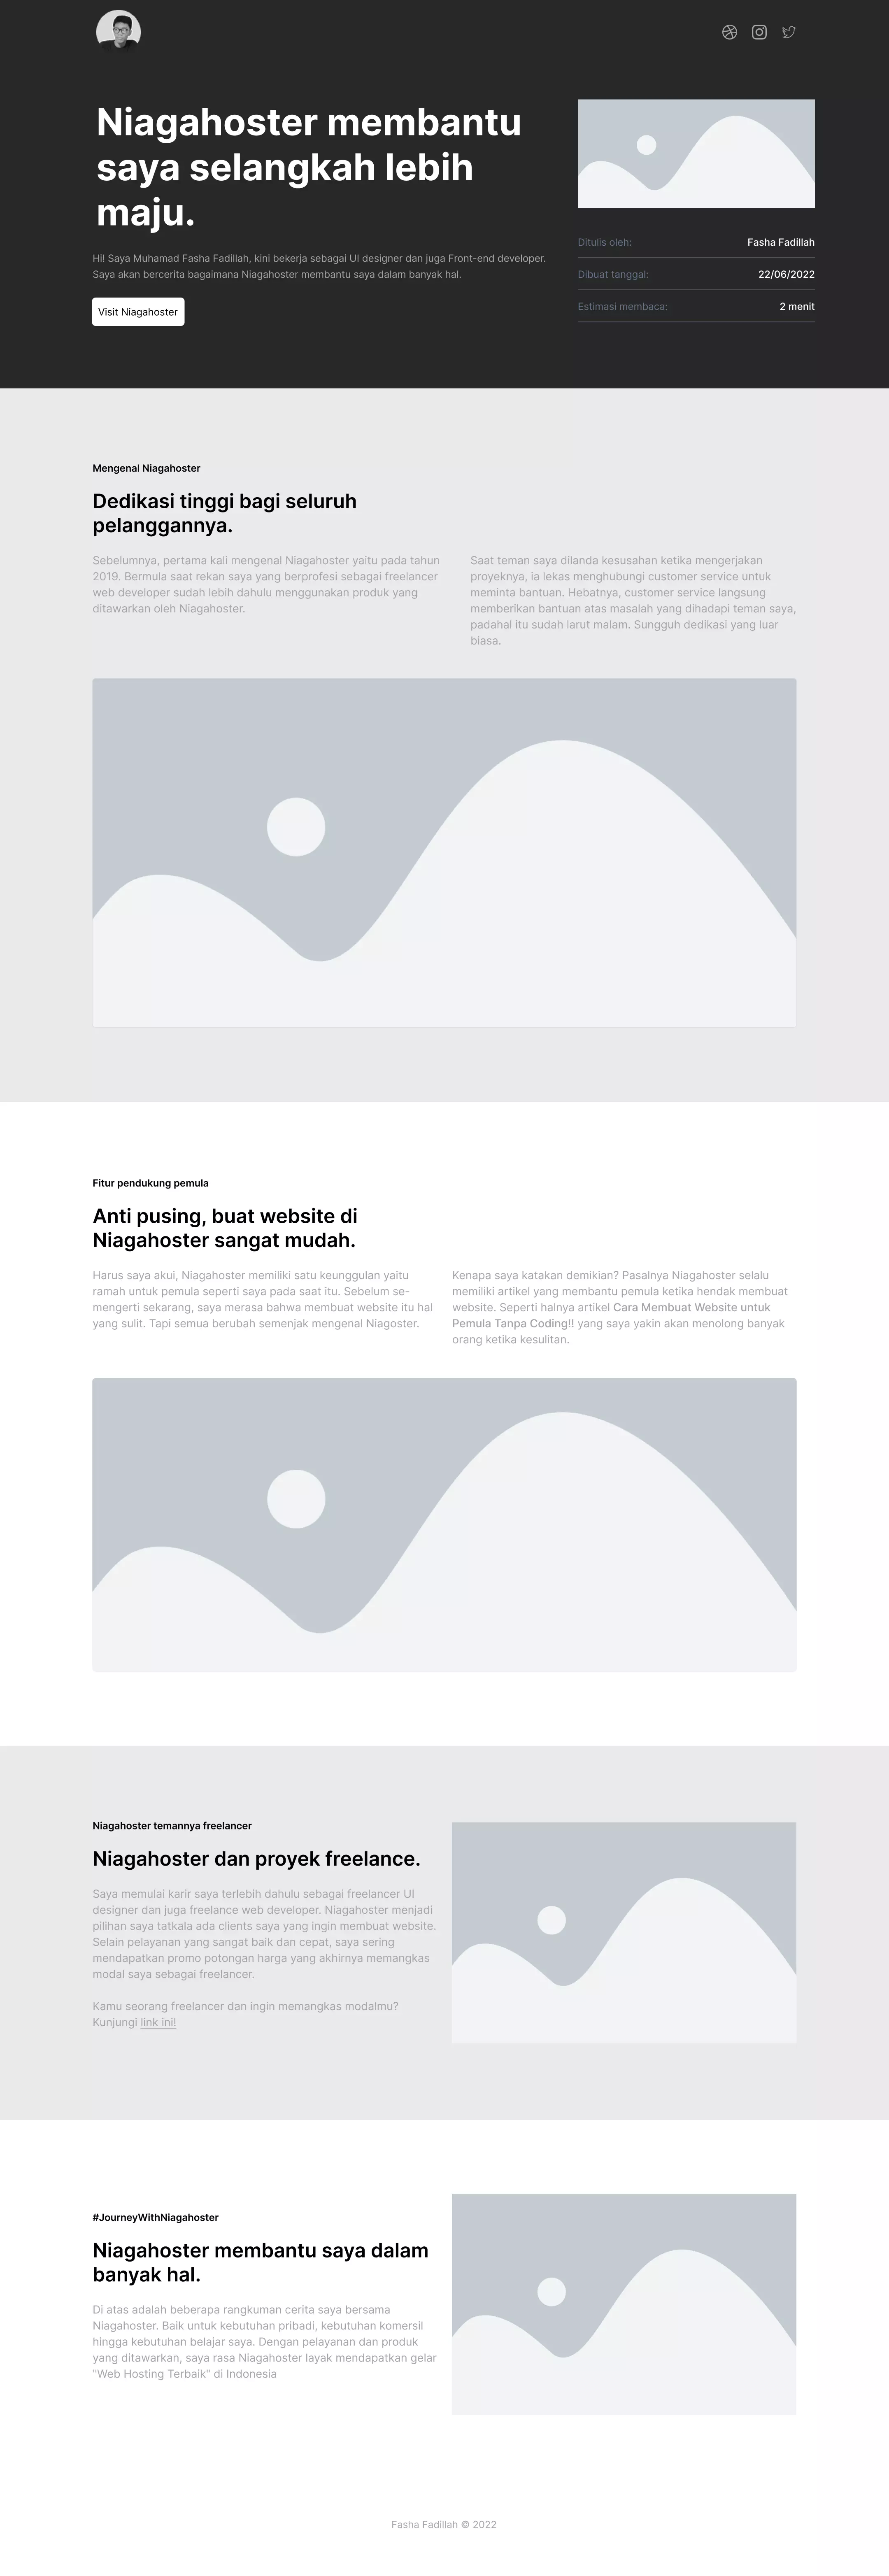 Niagahoster membantu
saya selangkah lebih
maju.
Hi! Saya Muhamad Fasha Fadillah, kini bekerja sebagai UI designer dan juga Front-end developer.
Saya akan bercerita bagaimana Niagahoster membantu saya dalam banyak hal.
Visit Niagahoster
Ditulis oleh: Fasha Fadillah
Dibuat tanggal: 22/06/2022
Estimasi membaca: 2 menit
Mengenal Niagahoster
Dedikasi tinggi bagi seluruh
pelanggannya.
Sebelumnya, pertama kali mengenal Niagahoster yaitu pada tahun
2019. Bermula saat rekan saya yang berprofesi sebagai freelancer
web developer sudah lebih dahulu menggunakan produk yang
ditawarkan oleh Niagahoster.
Saat teman saya dilanda kesusahan ketika mengerjakan
proyeknya, ia lekas menghubungi customer service untuk
meminta bantuan. Hebatnya, customer service langsung
memberikan bantuan atas masalah yang dihadapi teman saya,
padahal itu sudah larut malam. Sungguh dedikasi yang luar
biasa.
Fitur pendukung pemula
Anti pusing, buat website di
Niagahoster sangat mudah.
Harus saya akui, Niagahoster memiliki satu keunggulan yaitu
ramah untuk pemula seperti saya pada saat itu. Sebelum se-
mengerti sekarang, saya merasa bahwa membuat website itu hal
yang sulit. Tapi semua berubah semenjak mengenal Niagoster.
Kenapa saya katakan demikian? Pasalnya Niagahoster selalu
memiliki artikel yang membantu pemula ketika hendak membuat
website. Seperti halnya artikel Cara Membuat Website untuk
Pemula Tanpa Coding!! yang saya yakin akan menolong banyak
orang ketika kesulitan.
Niagahoster temannya freelancer
Niagahoster dan proyek freelance.
Saya memulai karir saya terlebih dahulu sebagai freelancer UI
designer dan juga freelance web developer. Niagahoster menjadi
pilihan saya tatkala ada clients saya yang ingin membuat website.
Selain pelayanan yang sangat baik dan cepat, saya sering
mendapatkan promo potongan harga yang akhirnya memangkas
modal saya sebagai freelancer.
Kamu seorang freelancer dan ingin memangkas modalmu?
Kunjungi link ini!
#JourneyWithNiagahoster
Niagahoster membantu saya dalam
banyak hal.
Di atas adalah beberapa rangkuman cerita saya bersama
Niagahoster. Baik untuk kebutuhan pribadi, kebutuhan komersil
hingga kebutuhan belajar saya. Dengan pelayanan dan produk
yang ditawarkan, saya rasa Niagahoster layak mendapatkan gelar
"Web Hosting Terbaik" di Indonesia
Fasha Fadillah © 2022